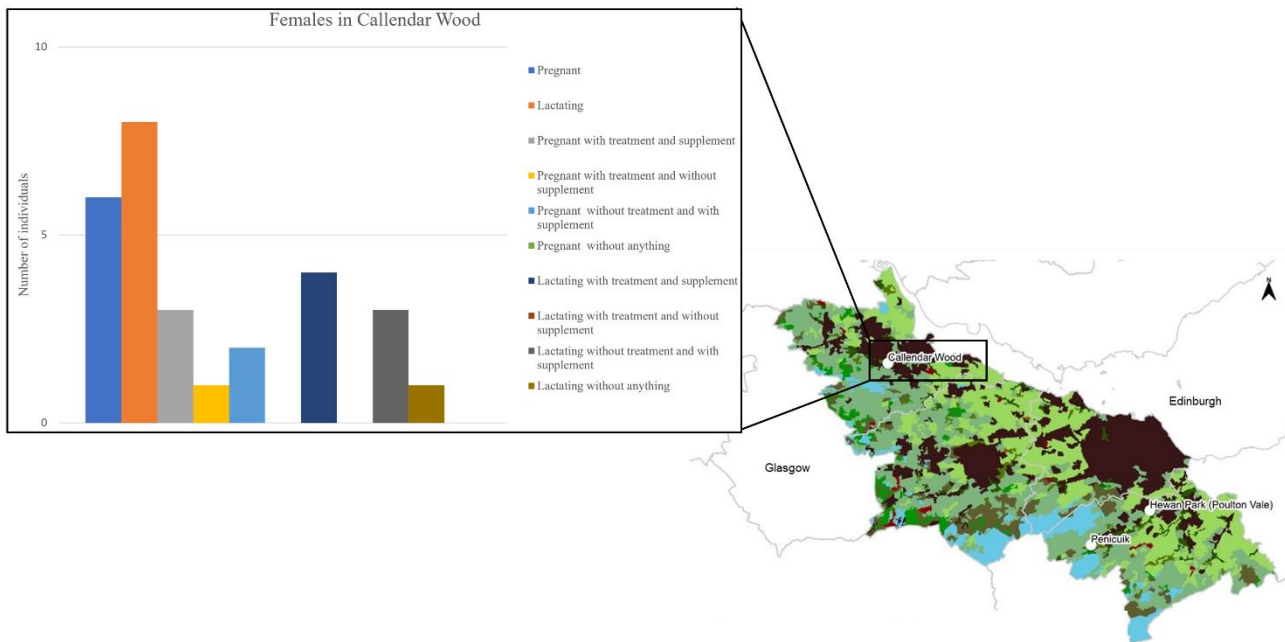 Females in Callendar Wood
10
5
0
Number of individuals
Pregnant
Lactating
Pregnant with treatment and supplement
Pregnant with treatment and without
supplement
Pregnant without treatment and with
supplement
Pregnant without anything
Lactating with treatment and supplement
Lactating with treatment and without
supplement
Lactating without treatment and with
supplement
Lactating without anything
N
Callendar Wood
Edinburgh
Glasgow
Hewan Park (Poulton Vale)
Penicuik